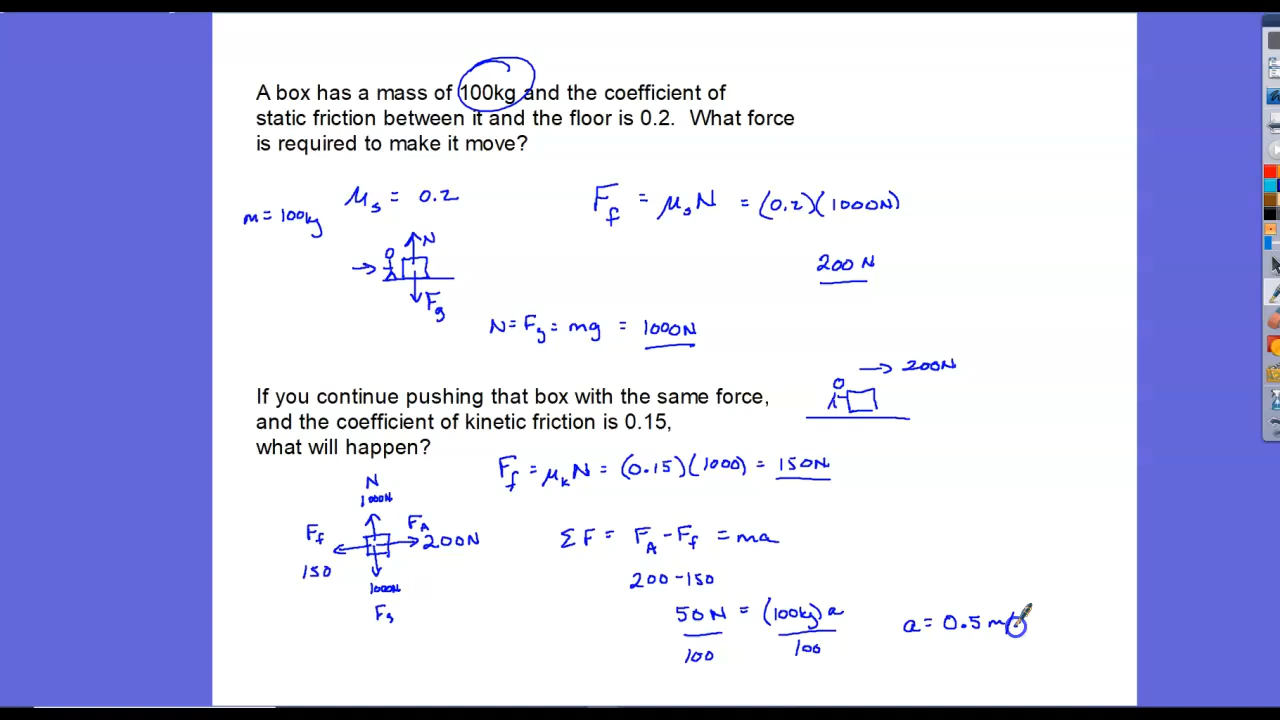 A box has a mass of 100kg and the coefficient of
static friction between it and the floor is 0.2.  What force
is required to make it move?
m = 100kg
μs = 0.2
Ff = μsN = (0.2)(1000N)
200N
N
Fg
N = Fg = mg = 1000N
200N
If you continue pushing that box with the same force,
and the coefficient of kinetic friction is 0.15,
what will happen?
Ff = μkN = (0.15)(1000) = 150N
N
1000N
Ff
FA
200N
150
1000N
Fg
ΣF = FA - Ff = ma
200 - 150
50N = (100kg)a
100
100
a = 0.5 m